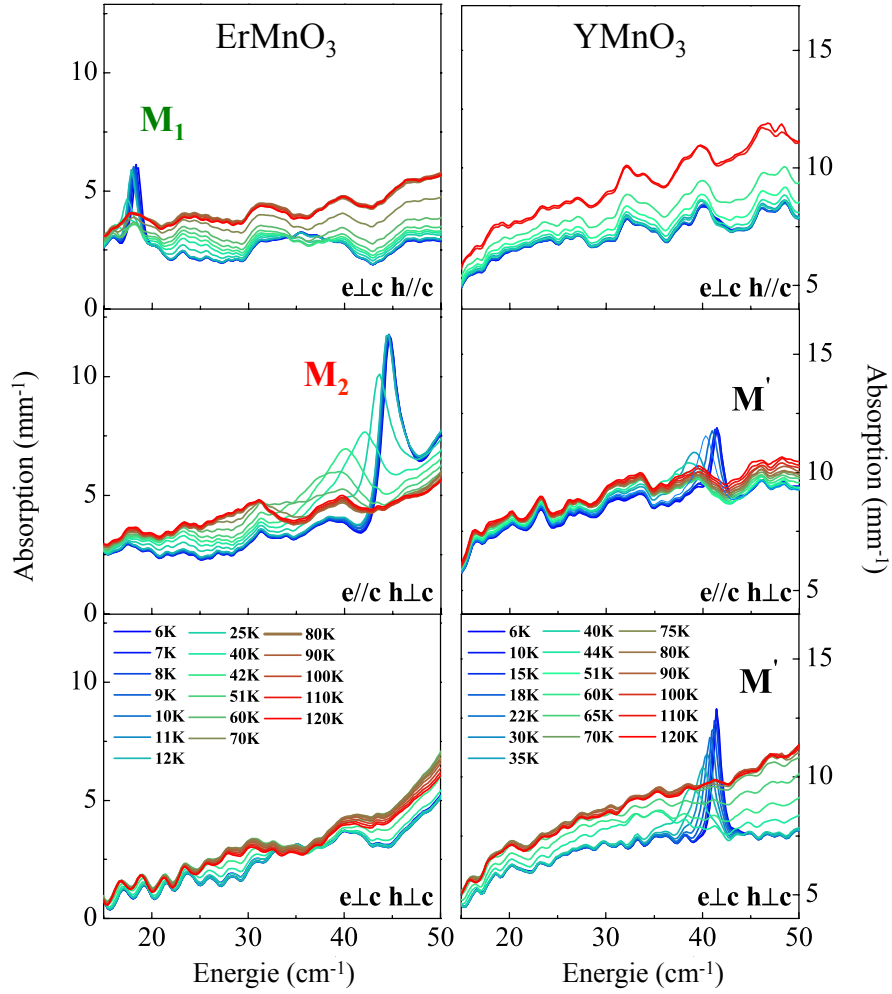 ErMnO₃
YMnO₃
M₁
10
5
0
e⊥c h//c
15
10
5
e⊥c h//c
M₂
10
5
0
e//c h⊥c
M'
15
10
5
e//c h⊥c
Absorption (mm⁻¹)
Absorption (mm⁻¹)
6K 25K 80K
7K 40K 90K
8K 42K 100K
9K 51K 110K
10K 60K 120K
11K 70K
12K
10
5
0
e⊥c h⊥c
6K 40K 75K
10K 44K 80K
15K 51K 90K
18K 60K 100K
22K 65K 110K
30K 70K 120K
35K
M'
15
10
5
e⊥c h⊥c
20 30 40 50
20 30 40 50
Energie (cm⁻¹)
Energie (cm⁻¹)